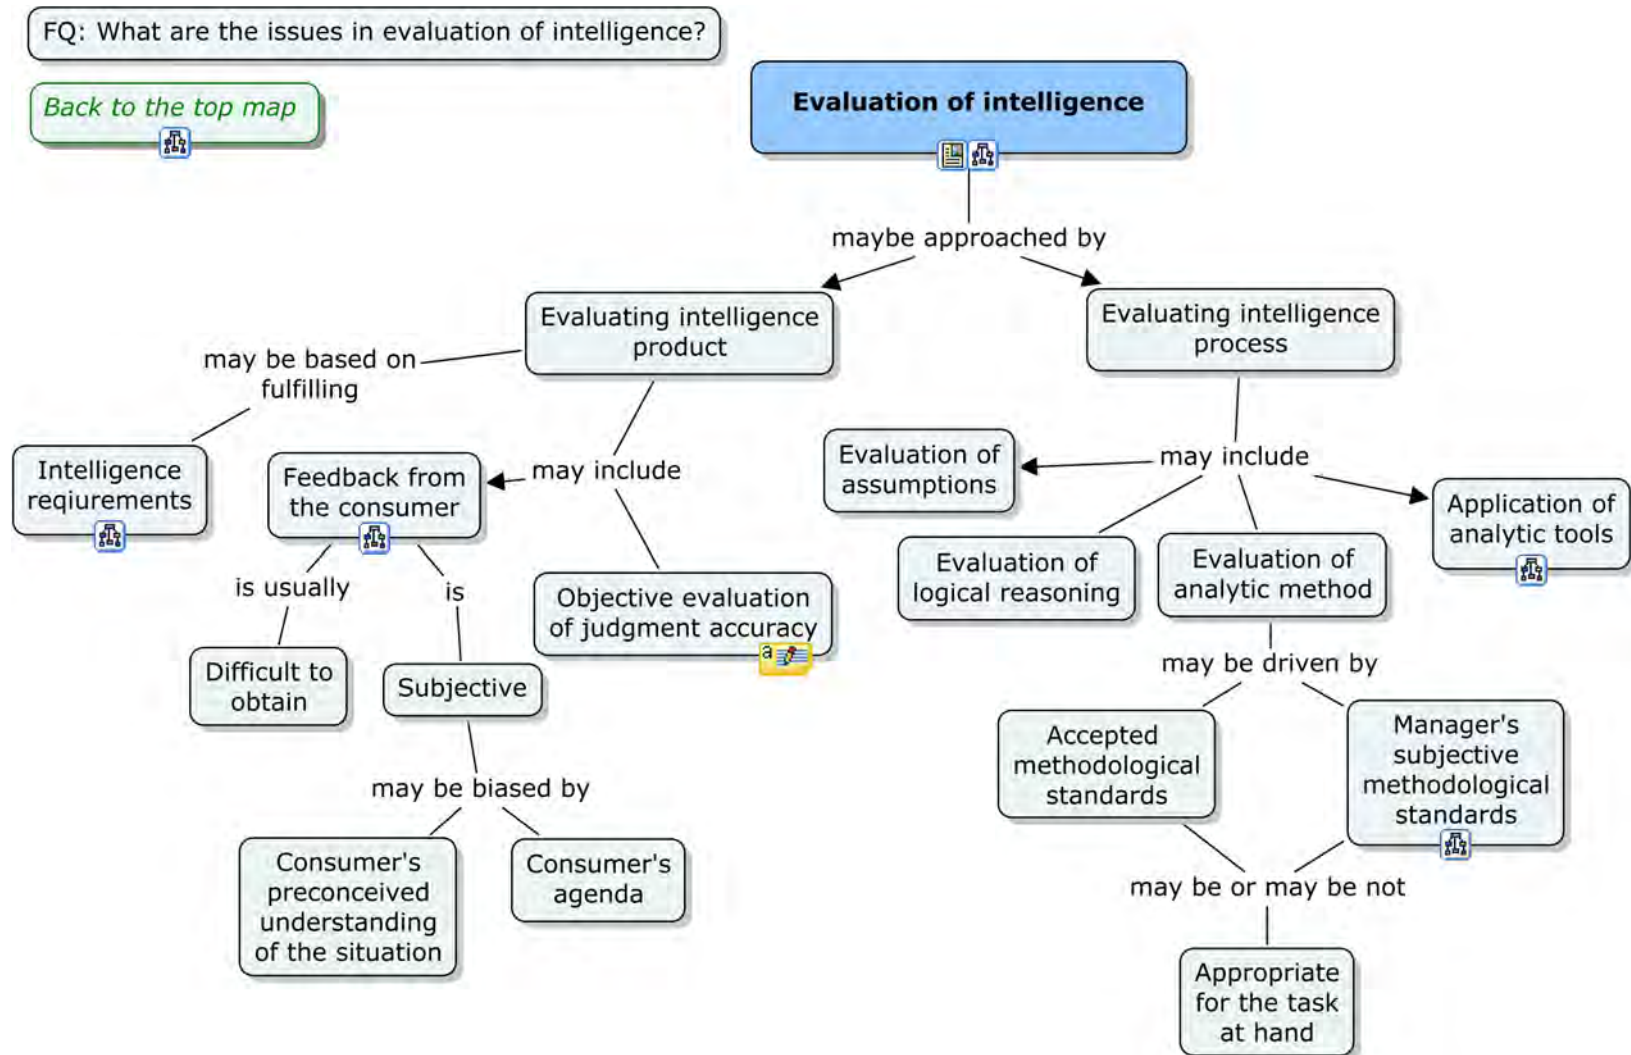 FQ: What are the issues in evaluation of intelligence?
Back to the top map
Evaluation of intelligence
maybe approached by
Evaluating intelligence
product
Evaluating intelligence
process
may be based on
fulfilling
Intelligence
reqiurements
Feedback from
the consumer
may include
Evaluation of
assumptions
may include
Application of
analytic tools
Evaluation of
logical reasoning
Evaluation of
analytic method
is usually
is
Objective evaluation
of judgment accuracy
a
Difficult to
obtain
Subjective
may be driven by
Accepted
methodological
standards
Manager's
subjective
methodological
standards
may be biased by
Consumer's
preconceived
understanding
of the situation
Consumer's
agenda
may be or may be not
Appropriate
for the task
at hand